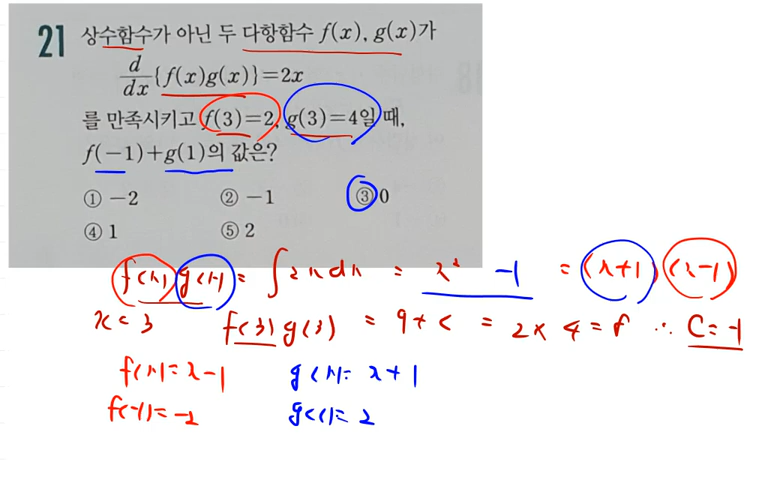 21 상수함수가 아닌 두 다항함수 f(x), g(x)가
d/dx {f(x)g(x)}=2x
를 만족시키고 f(3)=2, g(3)=4일 때,
f(-1)+g(1)의 값은?
① -2 ② -1 ③ 0
④ 1 ⑤ 2
f(x) g(x) = ∫2x dx = x² -1 = (x+1)(x-1)
x=3 f(3) g(3) = 9+c = 2×4=8 ∴ C=-1
f(x)=x-1 g(x)=x+1
f(-1)=-2 g(1)=2